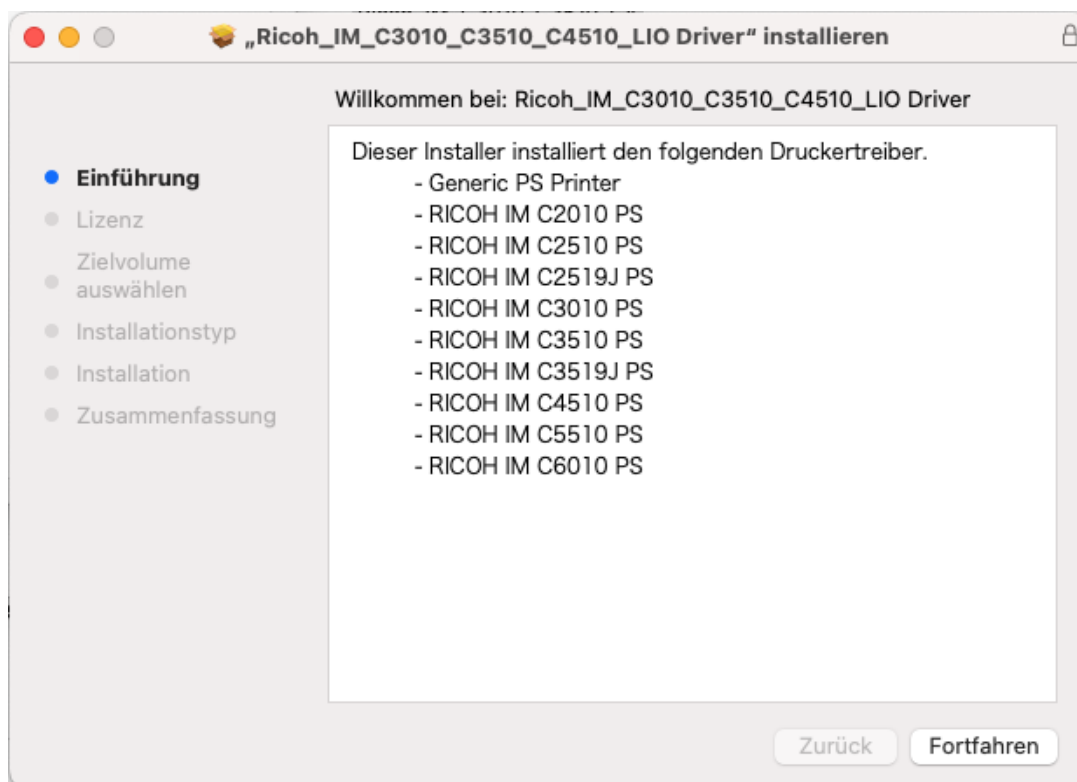 „Ricoh_IM_C3010_C3510_C4510_LIO Driver“ installieren
Willkommen bei: Ricoh_IM_C3010_C3510_C4510_LIO Driver
Einführung
Lizenz
Zielvolume
auswählen
Installationstyp
Installation
Zusammenfassung
Dieser Installer installiert den folgenden Druckertreiber.
- Generic PS Printer
- RICOH IM C2010 PS
- RICOH IM C2510 PS
- RICOH IM C2519J PS
- RICOH IM C3010 PS
- RICOH IM C3510 PS
- RICOH IM C3519J PS
- RICOH IM C4510 PS
- RICOH IM C5510 PS
- RICOH IM C6010 PS
Zurück
Fortfahren